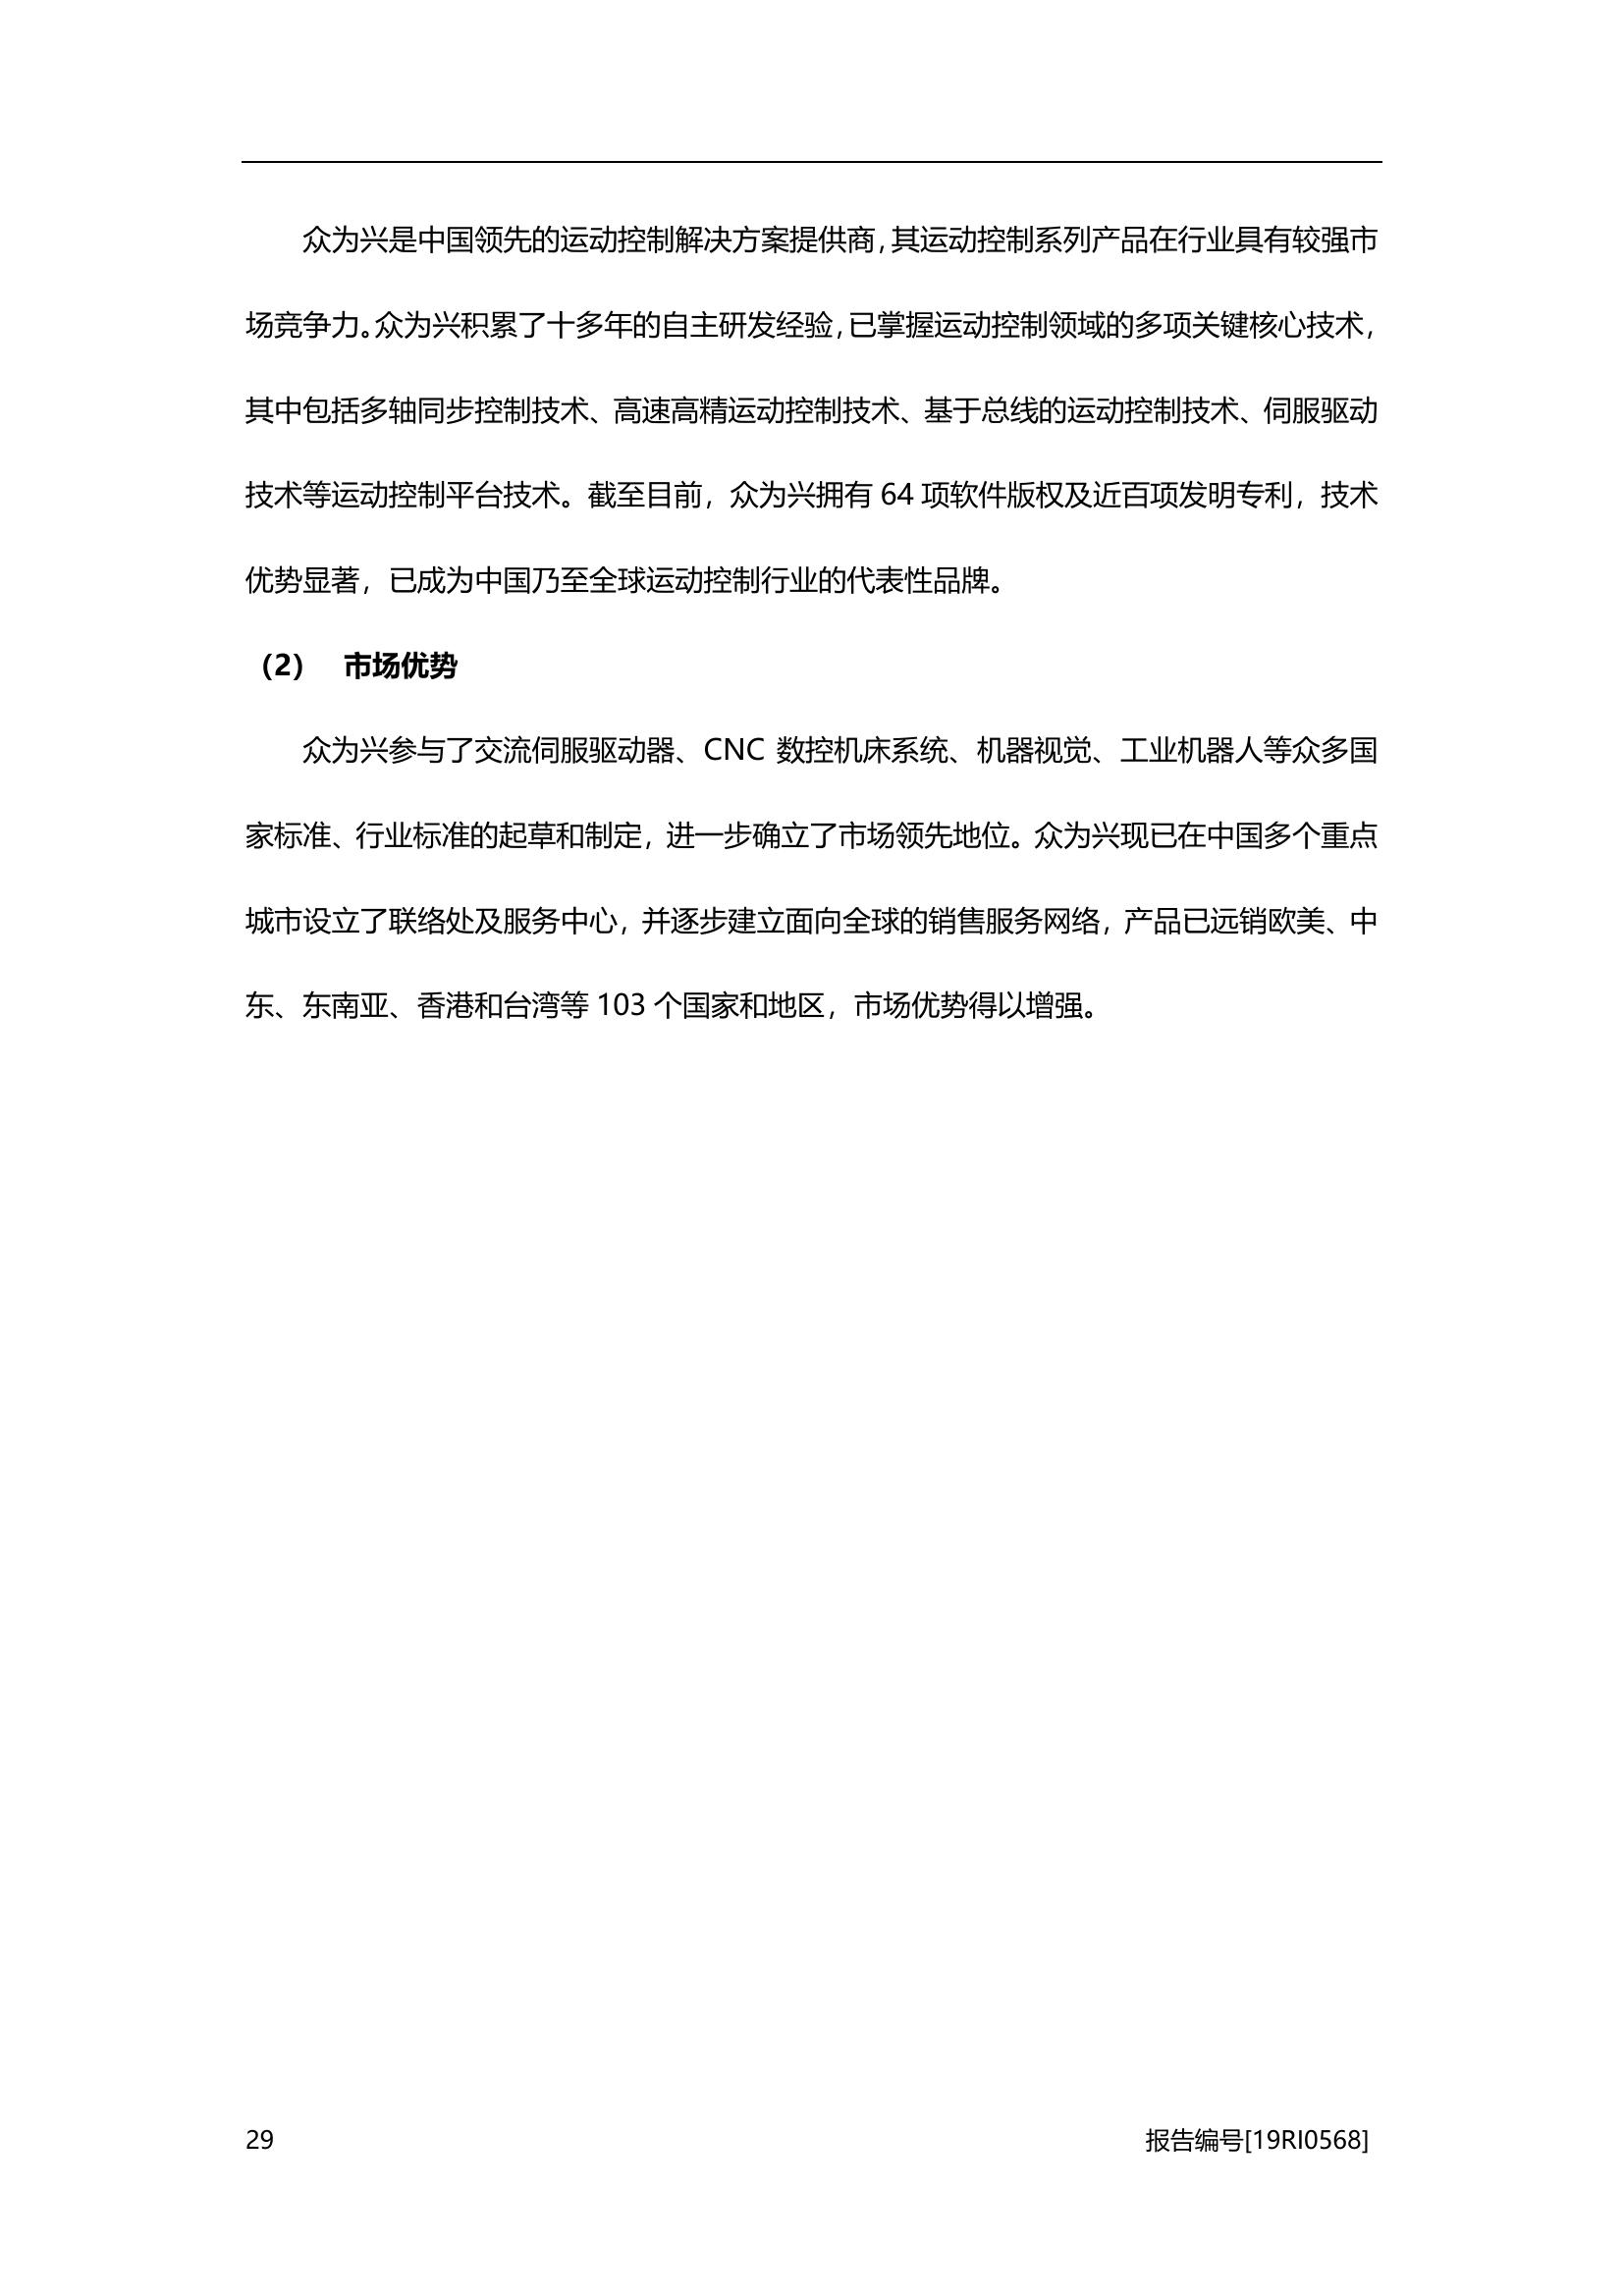 众为兴是中国领先的运动控制解决方案提供商，其运动控制系列产品在行业具有较强市
场竞争力。众为兴积累了十多年的自主研发经验，已掌握运动控制领域的多项关键核心技术，
其中包括多轴同步控制技术、高速高精运动控制技术、基于总线的运动控制技术、伺服驱动
技术等运动控制平台技术。截至目前，众为兴拥有 64 项软件版权及近百项发明专利，技术
优势显著，已成为中国乃至全球运动控制行业的代表性品牌。
（2） 市场优势
众为兴参与了交流伺服驱动器、CNC 数控机床系统、机器视觉、工业机器人等众多国
家标准、行业标准的起草和制定，进一步确立了市场领先地位。众为兴现已在中国多个重点
城市设立了联络处及服务中心，并逐步建立面向全球的销售服务网络，产品已远销欧美、中
东、东南亚、香港和台湾等 103 个国家和地区，市场优势得以增强。
29 报告编号[19RI0568]